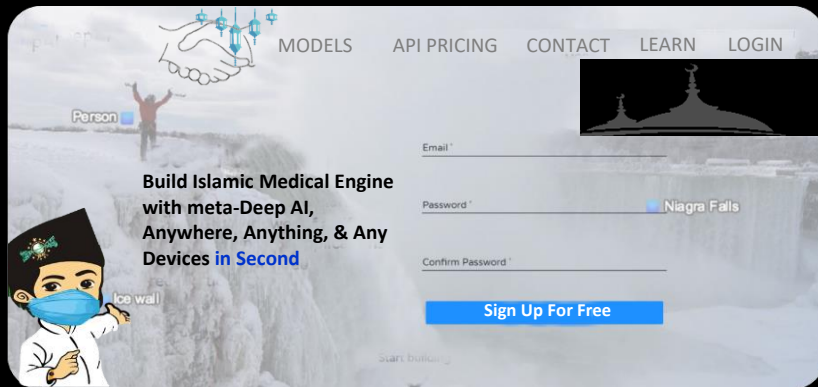 MODELS API PRICING CONTACT LEARN LOGIN
Person
Email *
Build Islamic Medical Engine
with meta-Deep AI,
Anywhere, Anything, & Any
Devices in Second
Password *
Niagra Falls
Confirm Password *
Ice wall
Sign Up For Free
Start building